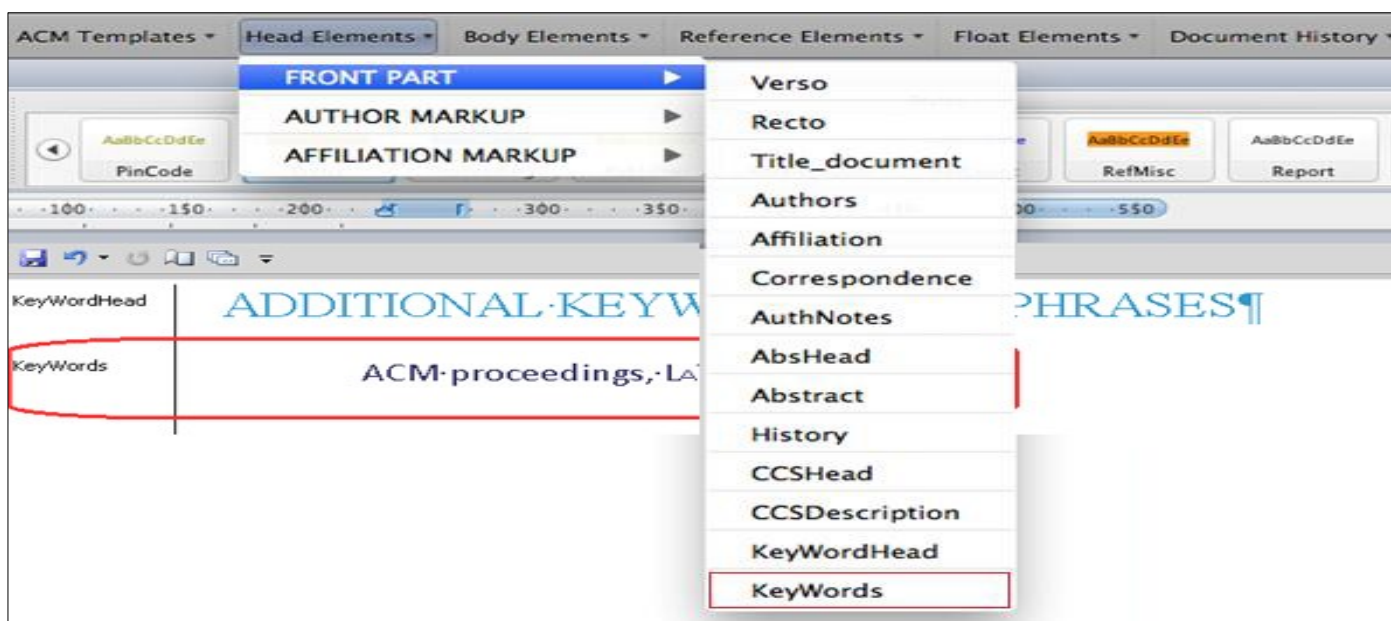 ACM Templates Head Elements Body Elements Reference Elements Float Elements Document History
FRONT PART
AUTHOR MARKUP
AFFILIATION MARKUP
Verso
Recto
Title_document
Authors
Affiliation
Correspondence
AuthNotes
AbsHead
Abstract
History
CCSHead
CCSDescription
KeyWordHead
KeyWords
AaBbCcDdEe
PinCode
AaBbCcDdEe
RefMisc
AaBbCcDdEe
Report
100 150 200 300 350 550
KeyWordHead
ADDITIONAL·KEYW PHRASES¶
KeyWords
ACM·proceedings,·LA